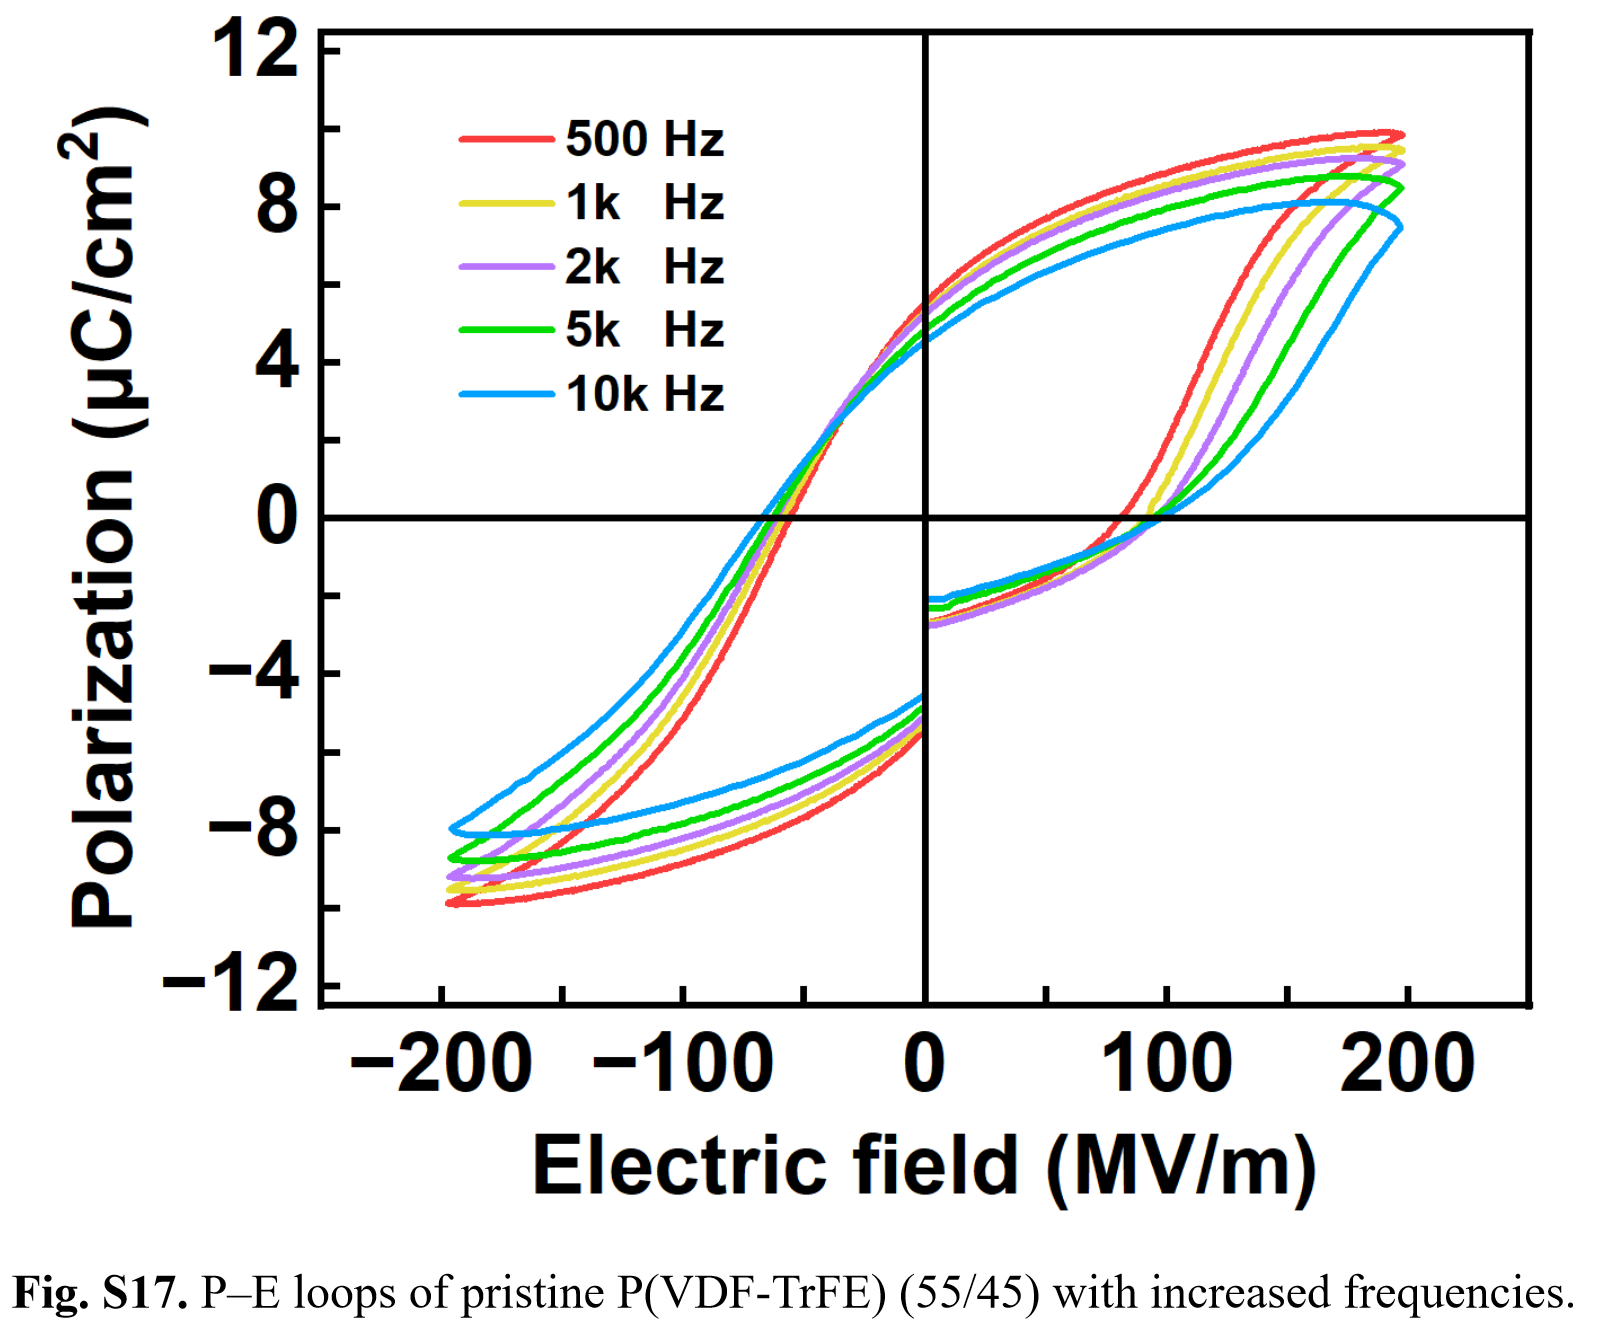 12
8
4
0
−4
−8
−12
Polarization (μC/cm²)
500 Hz
1k Hz
2k Hz
5k Hz
10k Hz
−200 −100 0 100 200
Electric field (MV/m)
Fig. S17. P–E loops of pristine P(VDF-TrFE) (55/45) with increased frequencies.